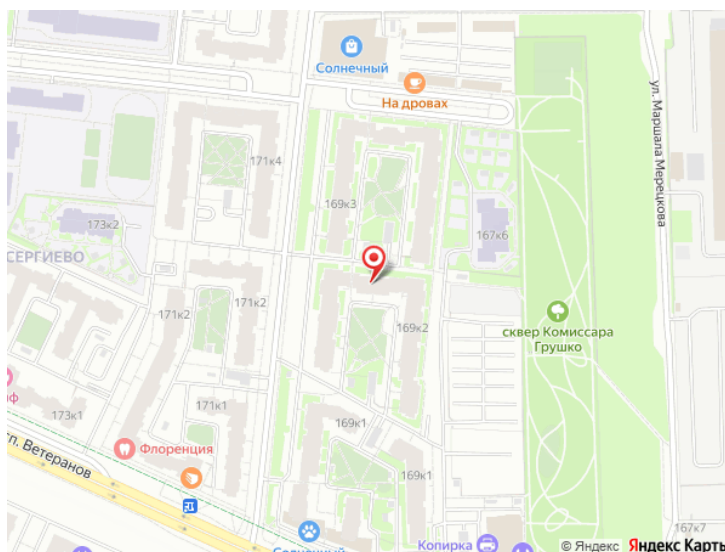 Солнечный
На дровах
171к4
169к3
173к2
167к6
СЕРГИЕВО
171к2
171к2
169к2
сквер Комиссара
Грушко
ул. Маршала Мерецкова
171к1
169к1
173к1
Флоренция
169к1
Ветеранов
Солнечный
Копирка
167к7
© Яндекс Яндекс Карты